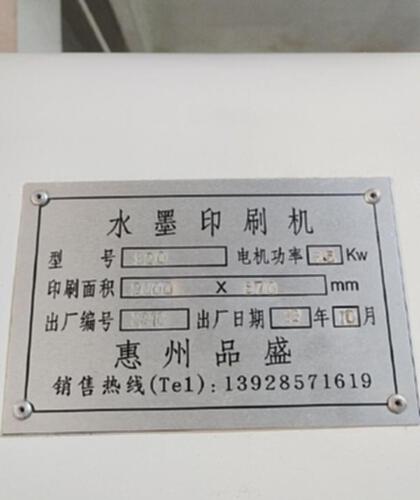 水墨印刷机
型 号 电机功率 Kw
印刷面积 X mm
出厂编号 出厂日期 年 10 月
惠州品盛
销售热线(Tel): 13928571619